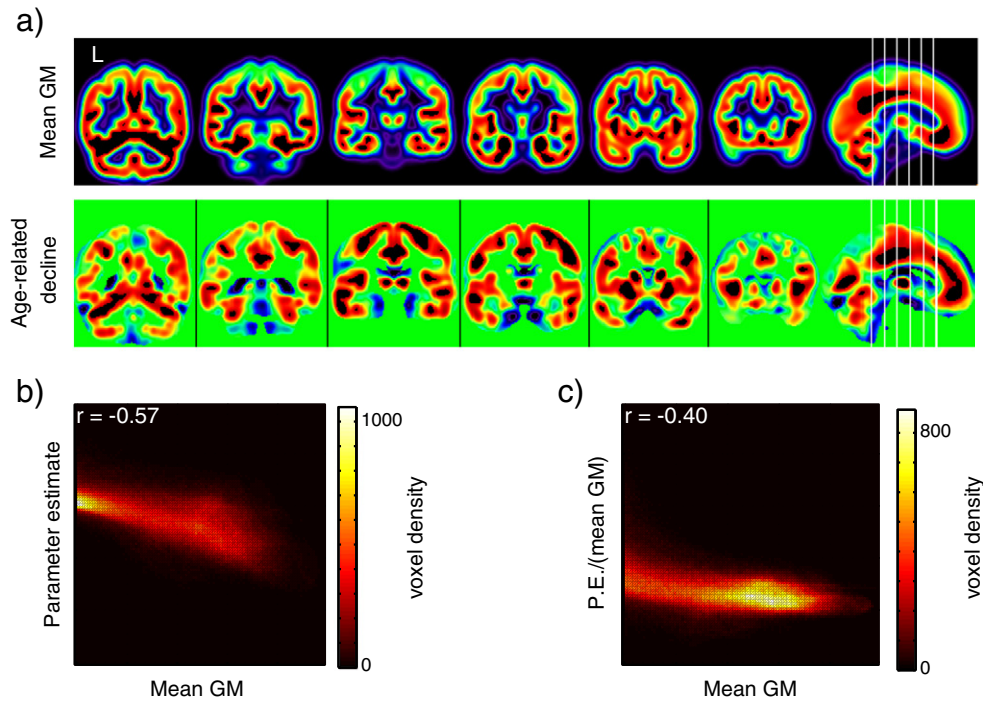 a)
L
Mean GM
Age-related
decline
b)
r = -0.57
Parameter estimate
Mean GM
1000
0
voxel density
c)
r = -0.40
P.E./(mean GM)
Mean GM
800
0
voxel density